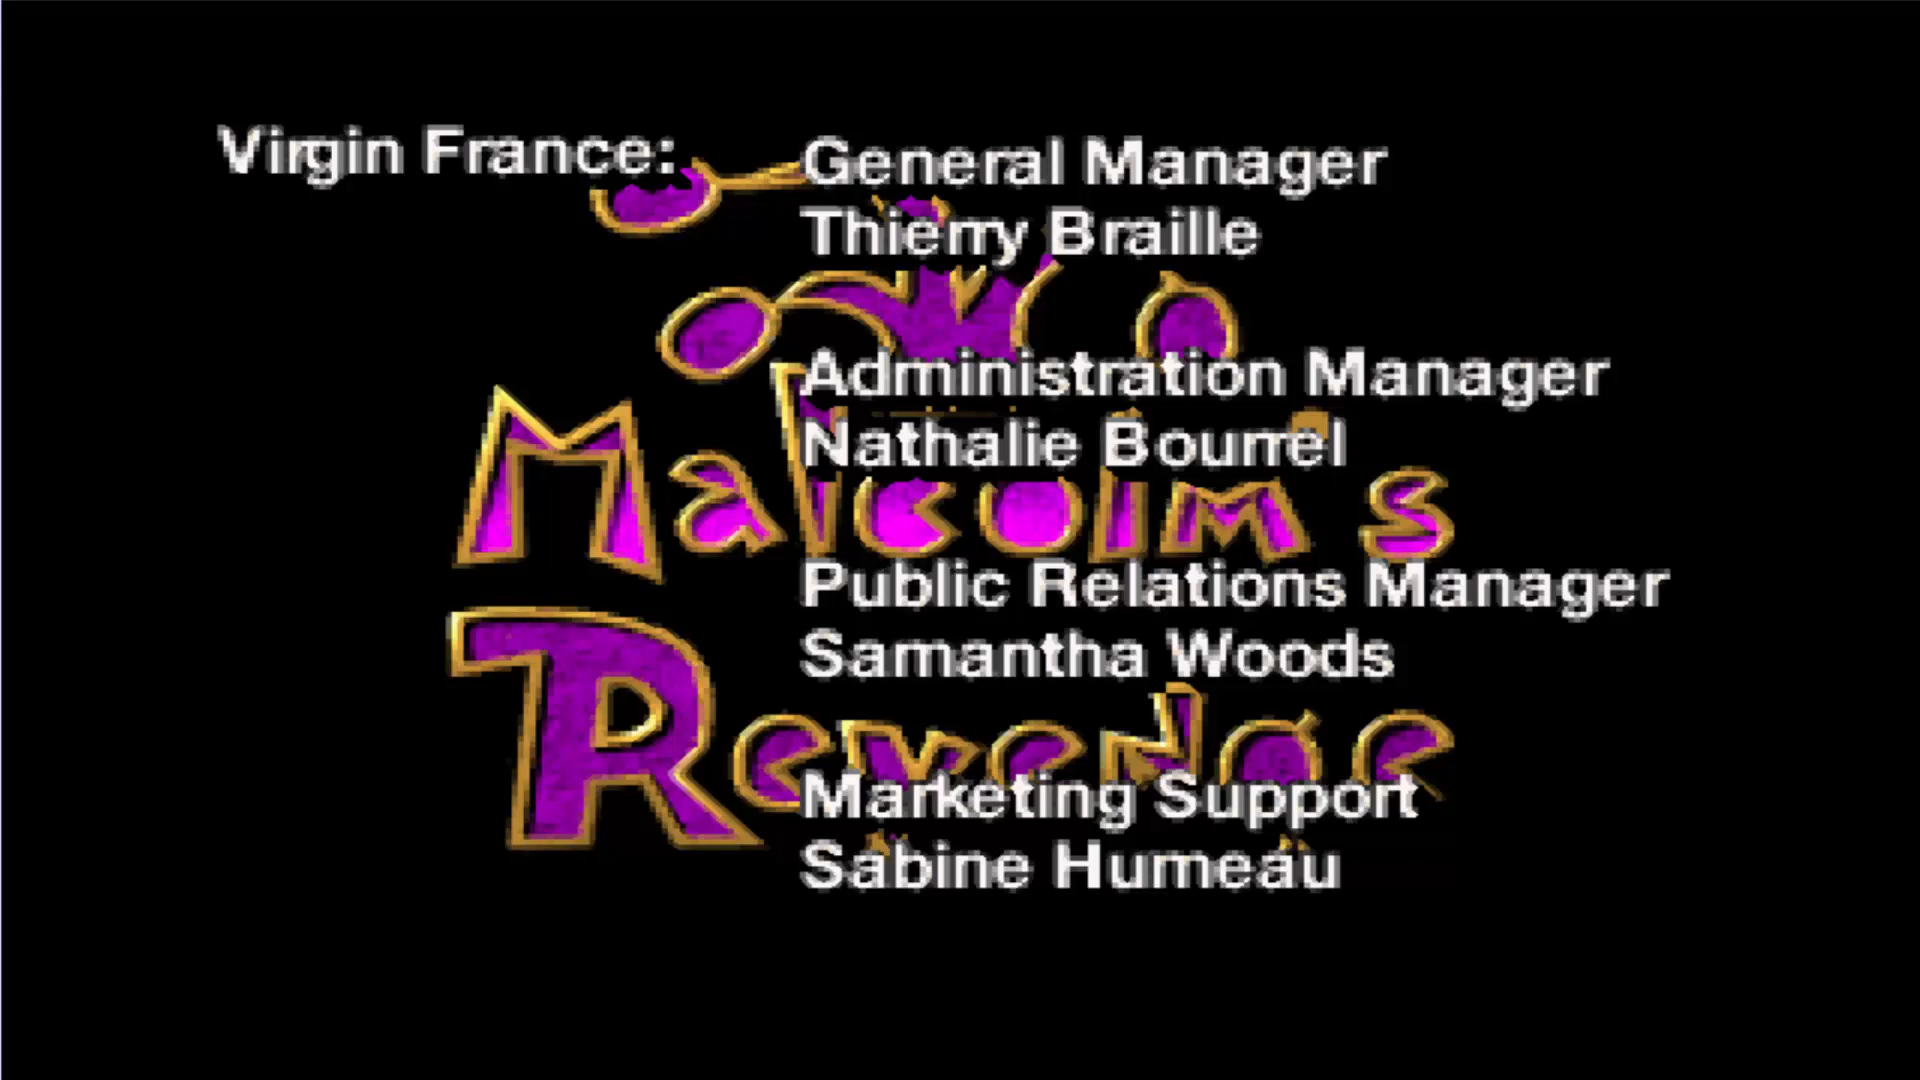 Virgin France:
General Manager
Thierry Braille
Administration Manager
Nathalie Bourrel
Malcolm's
Public Relations Manager
Samantha Woods
Revenge
Marketing Support
Sabine Humeau